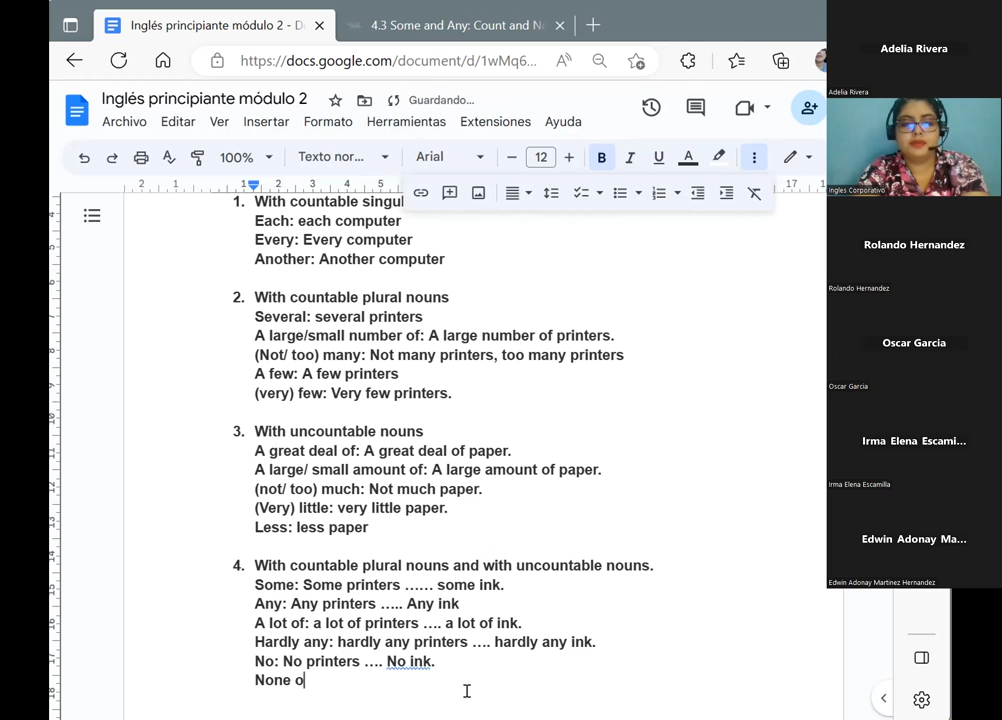 Inglés principiante módulo 2 - D
4.3 Some and Any: Count and N
https://docs.google.com/document/d/1wMq6...
Inglés principiante módulo 2
Guardando...
Archivo Editar Ver Insertar Formato Herramientas Extensiones Ayuda
100% Texto nor... Arial 12
2 1 1 2 3 4 5 17
1. With countable singul
Each: each computer
Every: Every computer
Another: Another computer
2. With countable plural nouns
Several: several printers
A large/small number of: A large number of printers.
(Not/ too) many: Not many printers, too many printers
A few: A few printers
(very) few: Very few printers.
3. With uncountable nouns
A great deal of: A great deal of paper.
A large/ small amount of: A large amount of paper.
(not/ too) much: Not much paper.
(Very) little: very little paper.
Less: less paper
4. With countable plural nouns and with uncountable nouns.
Some: Some printers …... some ink.
Any: Any printers ….. Any ink
A lot of: a lot of printers …. a lot of ink.
Hardly any: hardly any printers …. hardly any ink.
No: No printers …. No ink.
None o
Adelia Rivera
Adelia Rivera
Ingles Corporativo
Rolando Hernandez
Rolando Hernandez
Oscar Garcia
Oscar Garcia
Irma Elena Escami...
Irma Elena Escamilla
Edwin Adonay Ma...
Edwin Adonay Martinez Hernandez